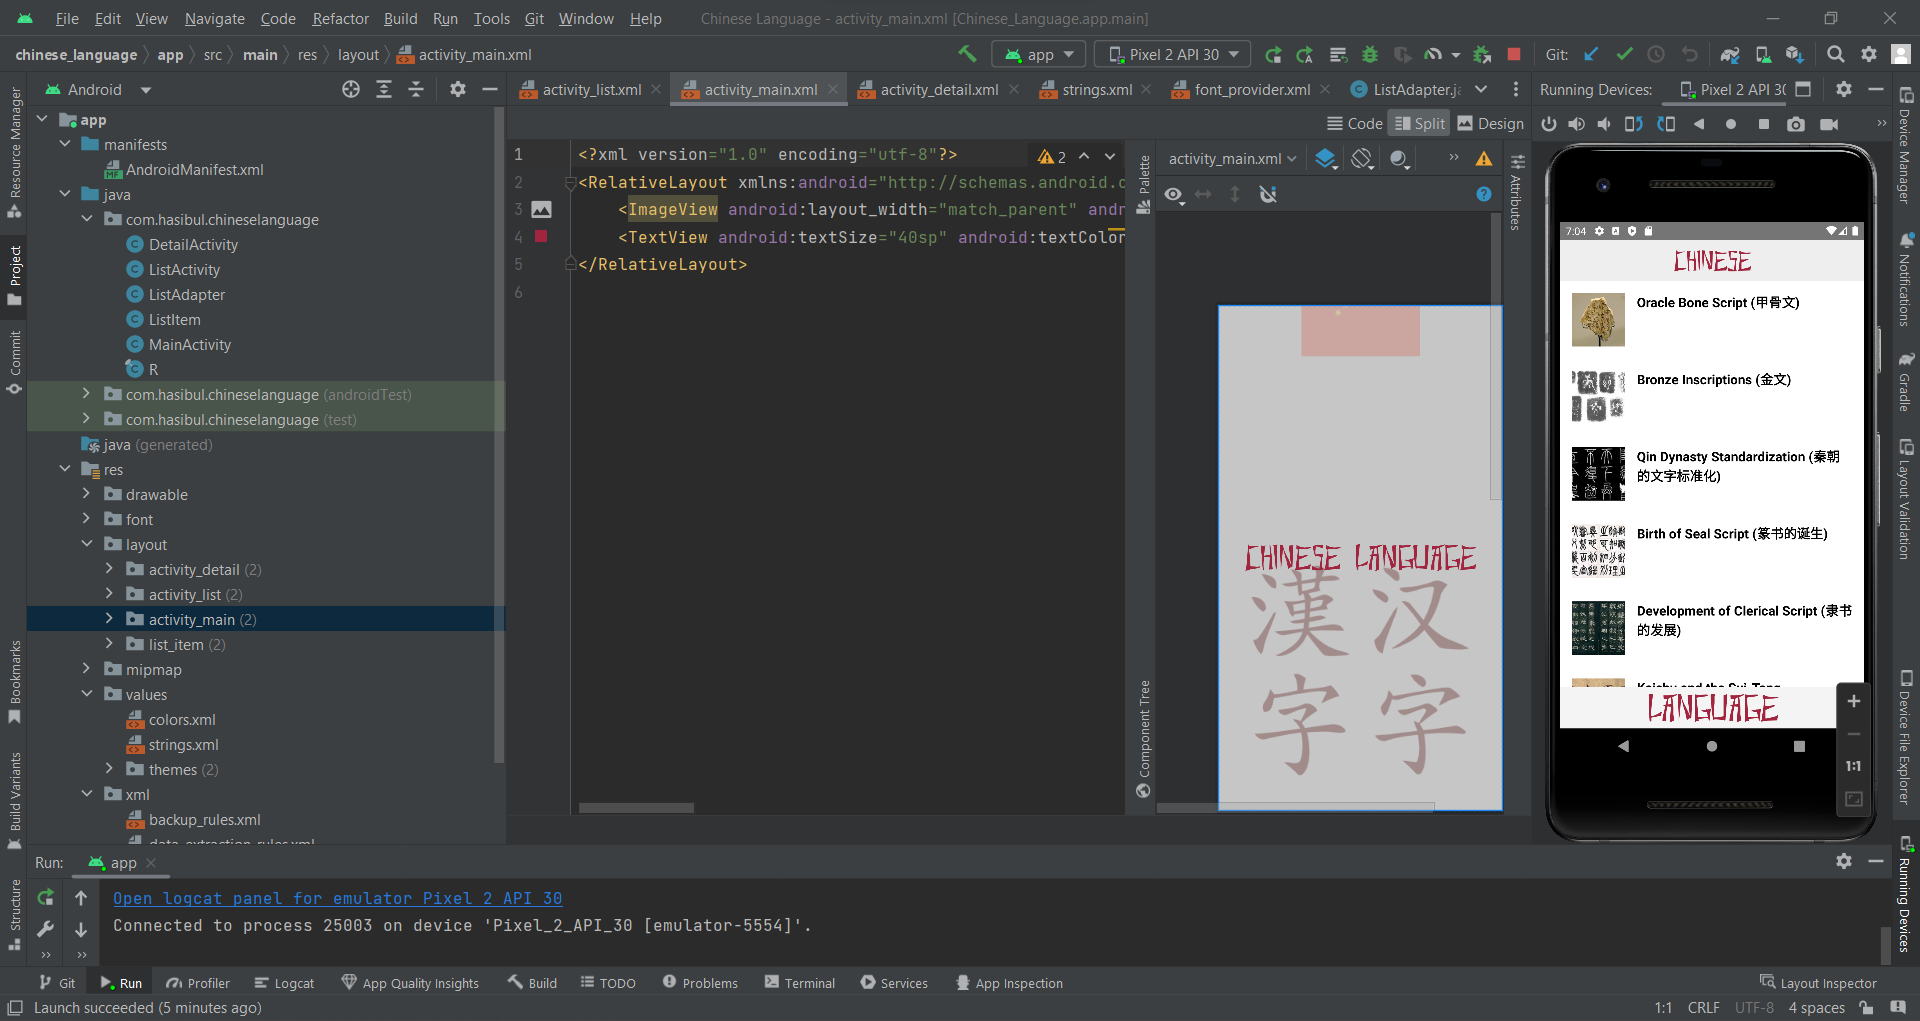 File Edit View Navigate Code Refactor Build Run Tools Git Window Help Chinese Language - activity_main.xml [Chinese_Language.app.main]
chinese_language app src main res layout activity_main.xml app Pixel 2 API 30 Git:
Android activity_list.xml activity_main.xml activity_detail.xml strings.xml font_provider.xml ListAdapter.ja Running Devices: Pixel 2 API 30
Code Split Design
Resource Manager
Project
Commit
Bookmarks
Build Variants
Structure
app
manifests
AndroidManifest.xml
java
com.hasibul.chineselanguage
DetailActivity
ListActivity
ListAdapter
ListItem
MainActivity
R
com.hasibul.chineselanguage (androidTest)
com.hasibul.chineselanguage (test)
java (generated)
res
drawable
font
layout
activity_detail (2)
activity_list (2)
activity_main (2)
list_item (2)
mipmap
values
colors.xml
strings.xml
themes (2)
xml
backup_rules.xml
data_extraction_rules.xml
1 <?xml version="1.0" encoding="utf-8"?> 2
2 <RelativeLayout xmlns:android="http://schemas.android.c
3 <ImageView android:layout_width="match_parent" andr
4 <TextView android:textSize="40sp" android:textColor
5 </RelativeLayout>
6
Palette
Component Tree
activity_main.xml
Attributes
CHINESE LANGUAGE
漢 汉
字 字
7:04
CHINESE
Oracle Bone Script (甲骨文)
Bronze Inscriptions (金文)
Qin Dynasty Standardization (秦朝
的文字标准化)
Birth of Seal Script (篆书的诞生)
Development of Clerical Script (隶书
的发展)
LANGUAGE
1:1
Device Manager
Notifications
Gradle
Layout Validation
Device File Explorer
Running Devices
Run: app
Open logcat panel for emulator Pixel 2 API 30
Connected to process 25003 on device 'Pixel_2_API_30 [emulator-5554]'.
Git Run Profiler Logcat App Quality Insights Build TODO Problems Terminal Services App Inspection Layout Inspector
Launch succeeded (5 minutes ago) 1:1 CRLF UTF-8 4 spaces